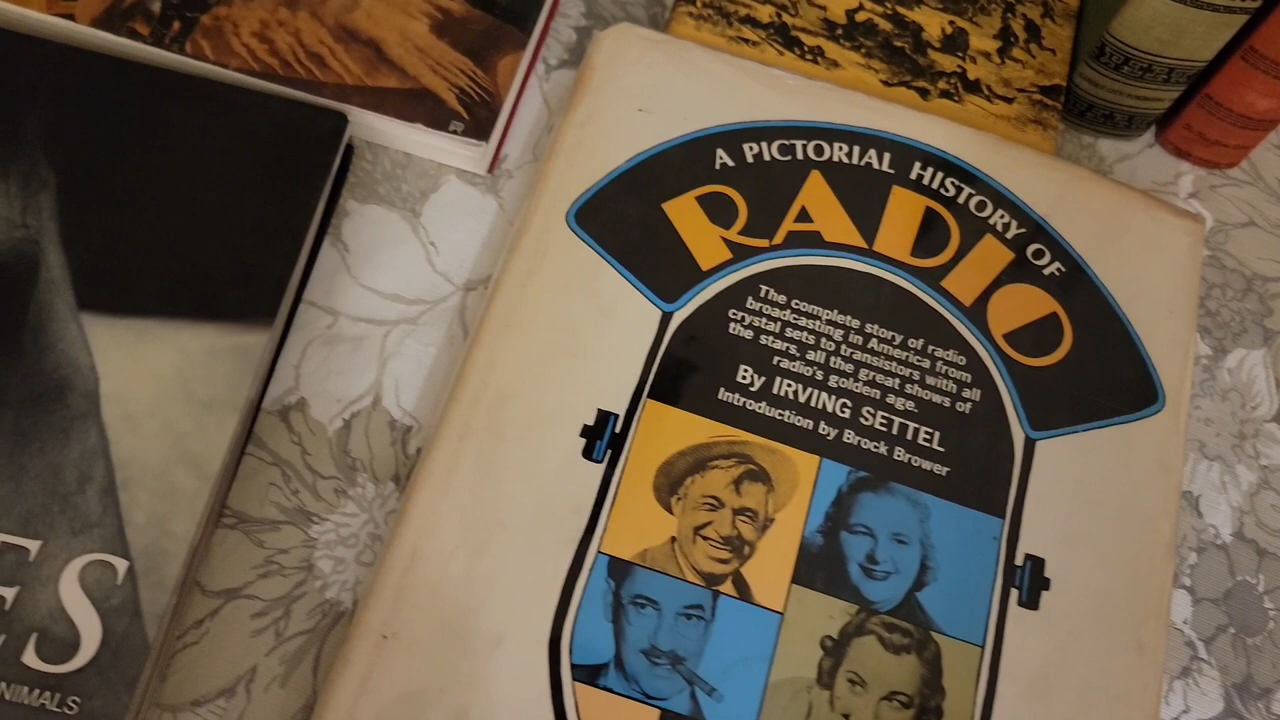 A PICTORIAL HISTORY OF
RADIO
The complete story of radio
broadcasting in America from
crystal sets to transistors with all
the stars, all the great shows of
radio's golden age.
By IRVING SETTEL
Introduction by Brock Brower
ES
NIMALS